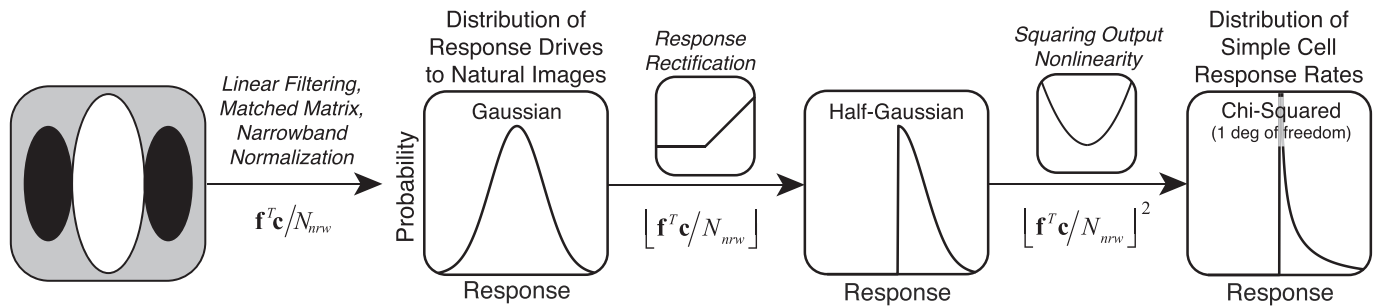 Linear Filtering,
Matched Matrix,
Narrowband
Normalization
f^T c/N_nrw
Distribution of
Response Drives
to Natural Images
Gaussian
Probability
Response
Response
Rectification
⌊f^T c/N_nrw⌋
Half-Gaussian
Response
Squaring Output
Nonlinearity
⌊f^T c/N_nrw⌋^2
Distribution of
Simple Cell
Response Rates
Chi-Squared
(1 deg of freedom)
Response